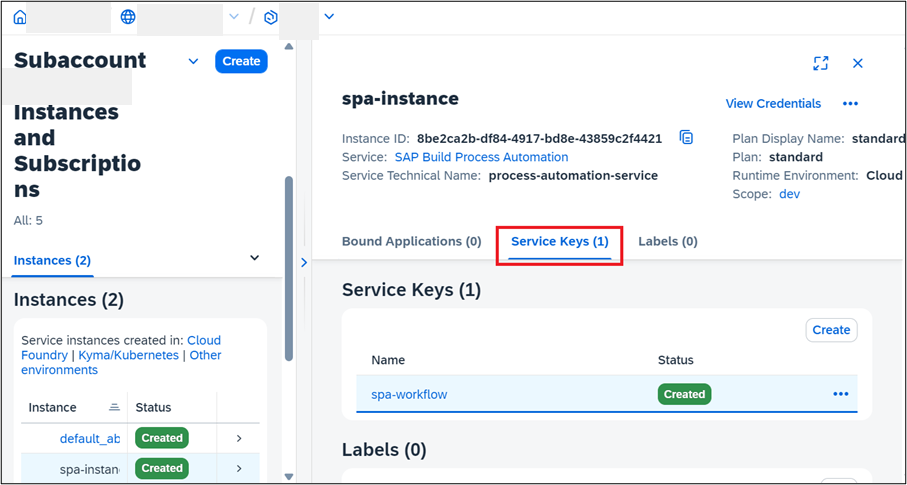 Subaccount
Create
Instances
and
Subscriptio
ns
All: 5
Instances (2)
Instances (2)
Service instances created in: Cloud
Foundry | Kyma/Kubernetes | Other
environments
Instance Status
default_ab Created
spa-instan Created
spa-instance
View Credentials
Instance ID: 8be2ca2b-df84-4917-bd8e-43859c2f4421
Service: SAP Build Process Automation
Service Technical Name: process-automation-service
Plan Display Name: standard
Plan: standard
Runtime Environment: Cloud
Scope: dev
Bound Applications (0) Service Keys (1) Labels (0)
Service Keys (1)
Create
Name Status
spa-workflow Created
Labels (0)